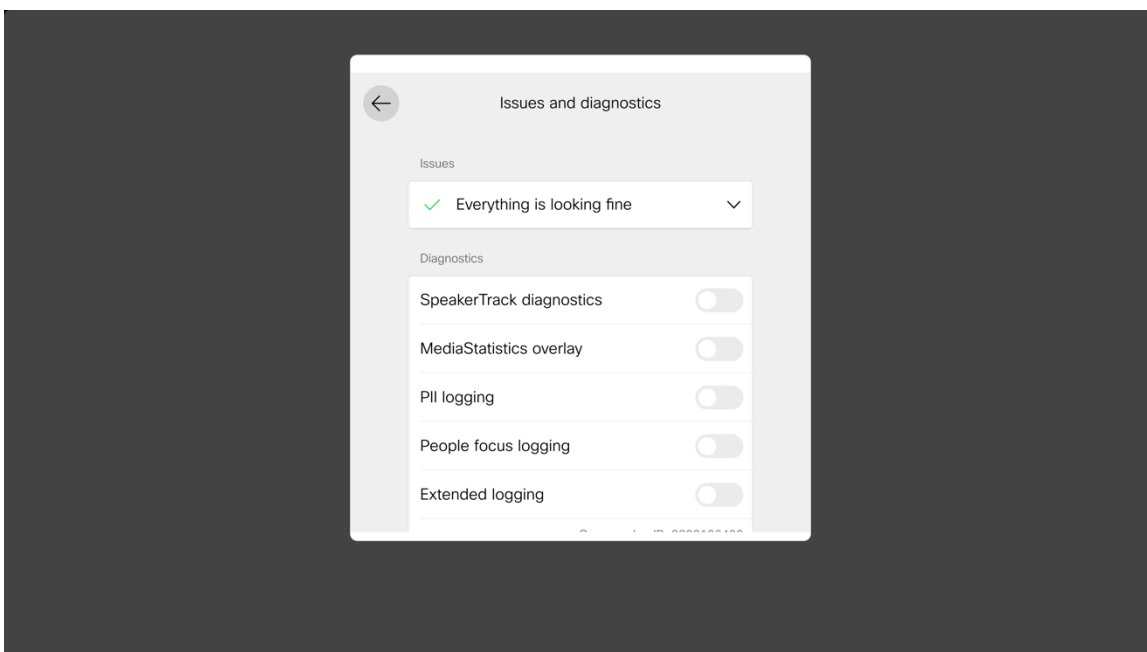 Issues and diagnostics
Issues
Everything is looking fine
Diagnostics
SpeakerTrack diagnostics
MediaStatistics overlay
PII logging
People focus logging
Extended logging